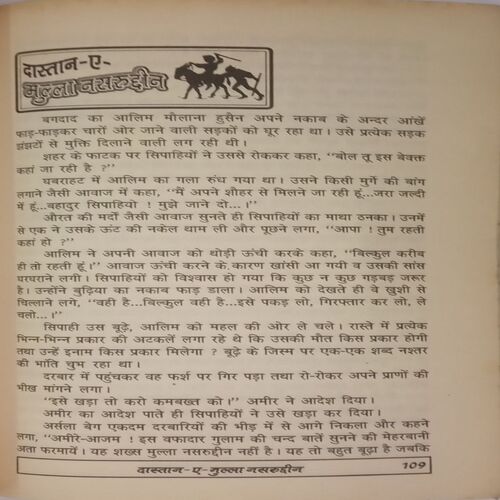 दास्तान-ए-
मुल्ला नसरुद्दीन
बगदाद का आलिम मौलाना हुसैन अपने नकाब के अन्दर आंखें
फाड़-फाड़कर चारों ओर जाने वाली सड़कों को घूर रहा था। उसे प्रत्येक सड़क
झंझटों से मुक्ति दिलाने वाली लग रही थी।
शहर के फाटक पर सिपाहियों ने उससे रोककर कहा, ‘‘बोल तू इस बेवक्त
कहां जा रही है ?’’
घबराहट में आलिम का गला रुंध गया था। उसने किसी मुर्गे की बांग
लगाने जैसी आवाज में कहा, ‘‘मैं अपने शौहर से मिलने जा रही हूं...जरा जल्दी
में हूं...बहादुर सिपाहियो ! मुझे जाने दो...।’’
औरत की मर्दों जैसी आवाज सुनते ही सिपाहियों का माथा ठनका। उनमें
से एक ने उसके ऊंट की नकेल थाम ली और पूछने लगा, ‘‘आपा ! तुम रहती
कहां हो ?’’
आलिम ने अपनी आवाज को थोड़ी ऊंची करके कहा, ‘‘बिल्कुल करीब
ही तो रहती हूं।’’ आवाज ऊंची करने के कारण खांसी आ गयी व उसकी सांस
घरघराने लगी। सिपाहियों को विश्वास हो गया कि कुछ न कुछ गड़बड़ जरूर
है। उन्होंने बुढ़िया का नकाब फाड़ डाला। आलिम को देखते ही वे खुशी से
चिल्लाने लगे, ‘‘वही है...बिल्कुल वही है...इसे पकड़ लो, गिरफ्तार कर लो, ले
चलो...।’’
सिपाही उस बूढ़े, आलिम को महल की ओर ले चले। रास्ते में प्रत्येक
भिन्न-भिन्न प्रकार की अटकलें लगा रहे थे कि उसकी मौत किस प्रकार होगी
तथा उन्हें इनाम किस प्रकार मिलेगा ? बूढ़े के जिस्म पर एक-एक शब्द नश्तर
की भांति चुभ रहा था।
दरबार में पहुंचकर वह फर्श पर गिर पड़ा तथा रो-रोकर अपने प्राणों की
भीख मांगने लगा।
‘‘इसे खड़ा तो करो कमबख्त को।’’ अमीर ने आदेश दिया।
अमीर का आदेश पाते ही सिपाहियों ने उसे खड़ा कर दिया।
अर्सला बेग एकदम दरबारियों की भीड़ में से आगे निकला और कहने
लगा, ‘‘अमीरे-आजम ! इस वफादार गुलाम की चन्द बातें सुनने की मेहरबानी
अता फरमायें। यह शख्स मुल्ला नसरुद्दीन नहीं है। यह तो बहुत बूढ़ा है जबकि
दास्तान-ए-मुल्ला नसरुद्दीन
109